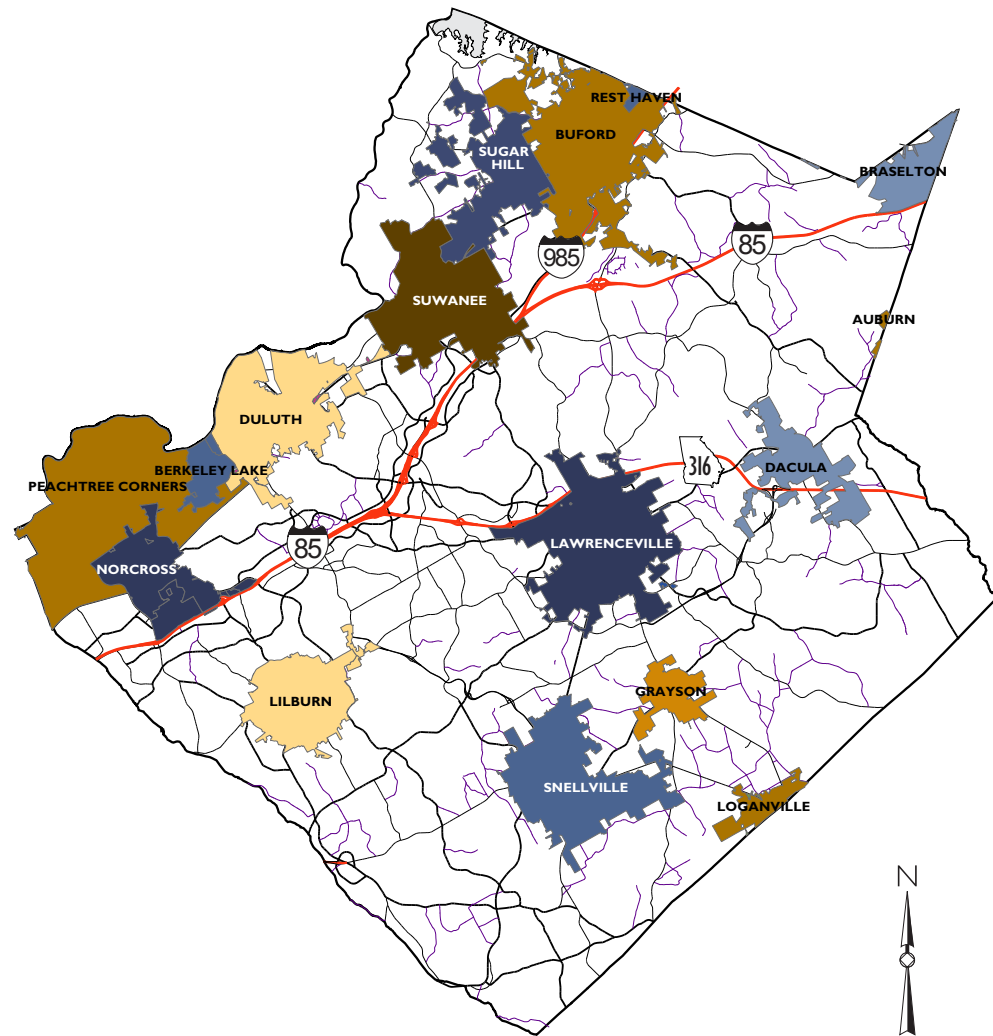 REST HAVEN
BUFORD
SUGAR
HILL
BRASELTON
985
85
SUWANEE
AUBURN
DULUTH
BERKELEY LAKE
316
DACULA
PEACHTREE CORNERS
85
LAWRENCEVILLE
NORCROSS
GRAYSON
LILBURN
SNELLVILLE
LOGANVILLE
N